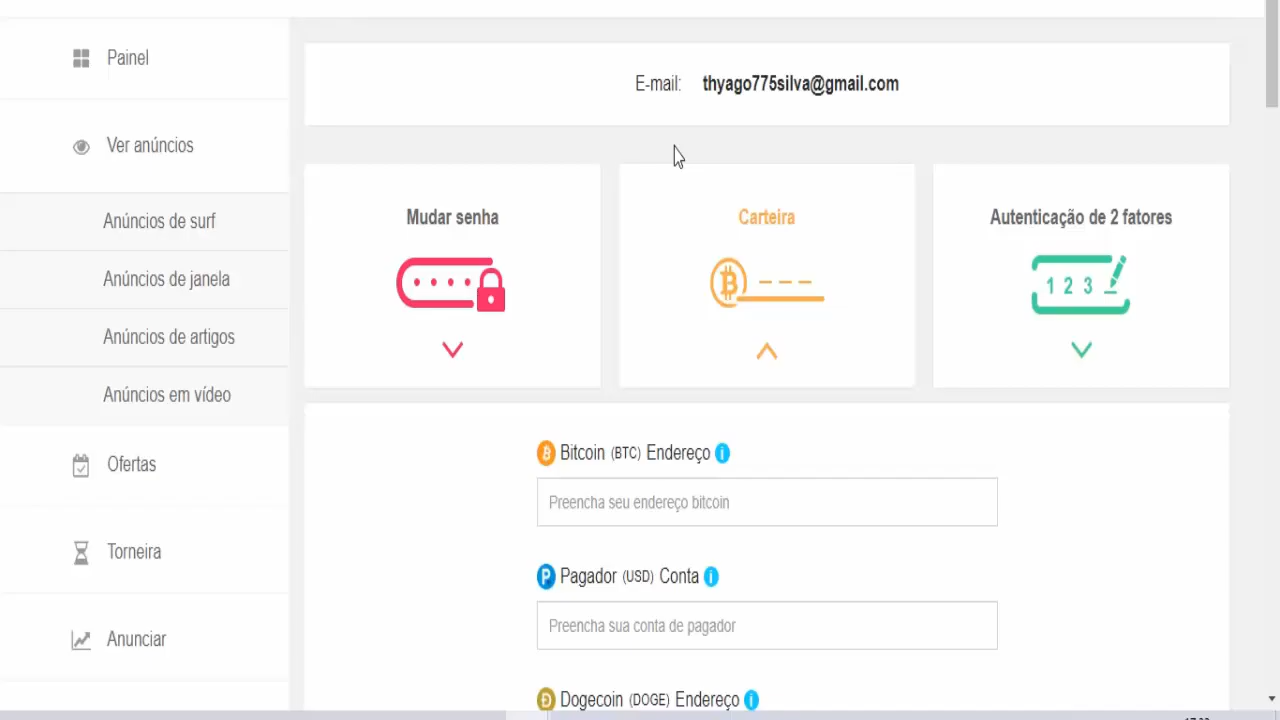 Painel
Ver anúncios
Anúncios de surf
Anúncios de janela
Anúncios de artigos
Anúncios em vídeo
Ofertas
Torneira
Anunciar
E-mail: thyago775silva@gmail.com
Mudar senha
Carteira
Autenticação de 2 fatores
1 2 3
Bitcoin (BTC) Endereço
Preencha seu endereço bitcoin
Pagador (USD) Conta
Preencha sua conta de pagador
Dogecoin (DOGE) Endereço